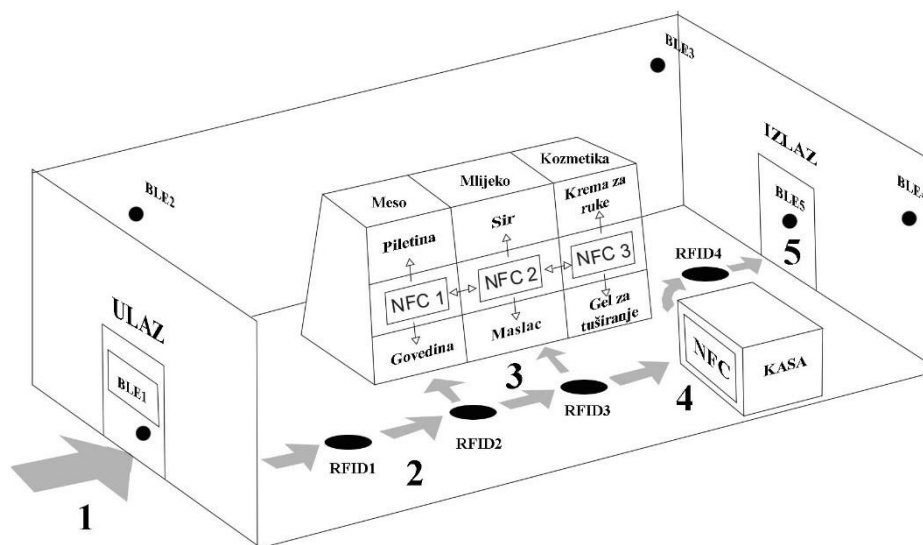 BLE3
IZLAZ
BLE2
Meso
Mlijeko
Kozmetika
Piletina
Sir
Krema za
ruke
BLE5
5
NFC 1
NFC 2
NFC 3
RFID4
ULAZ
Govedina
Maslac
Gel za
tuširanje
BLE1
3
NFC
KASA
4
RFID3
RFID2
RFID1
2
1